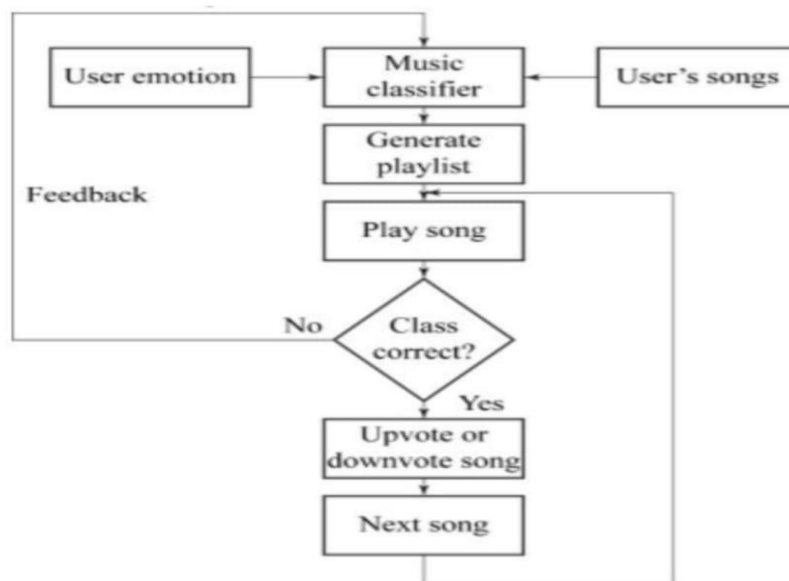 User emotion
Music
classifier
User's songs
Generate
playlist
Feedback
Play song
No
Class
correct?
Yes
Upvote or
downvote song
Next song